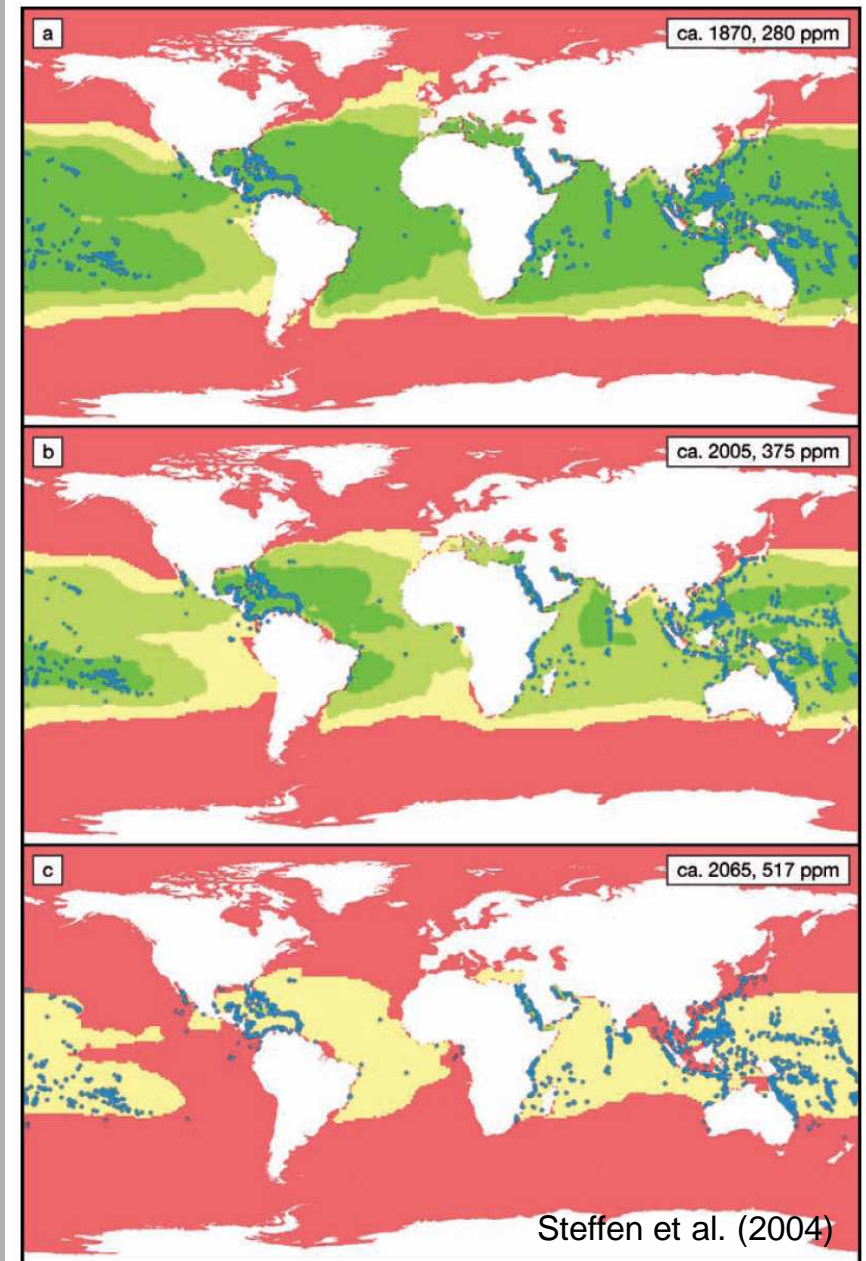 a
ca. 1870, 280 ppm
b
ca. 2005, 375 ppm
c
ca. 2065, 517 ppm
Steffen et al. (2004)